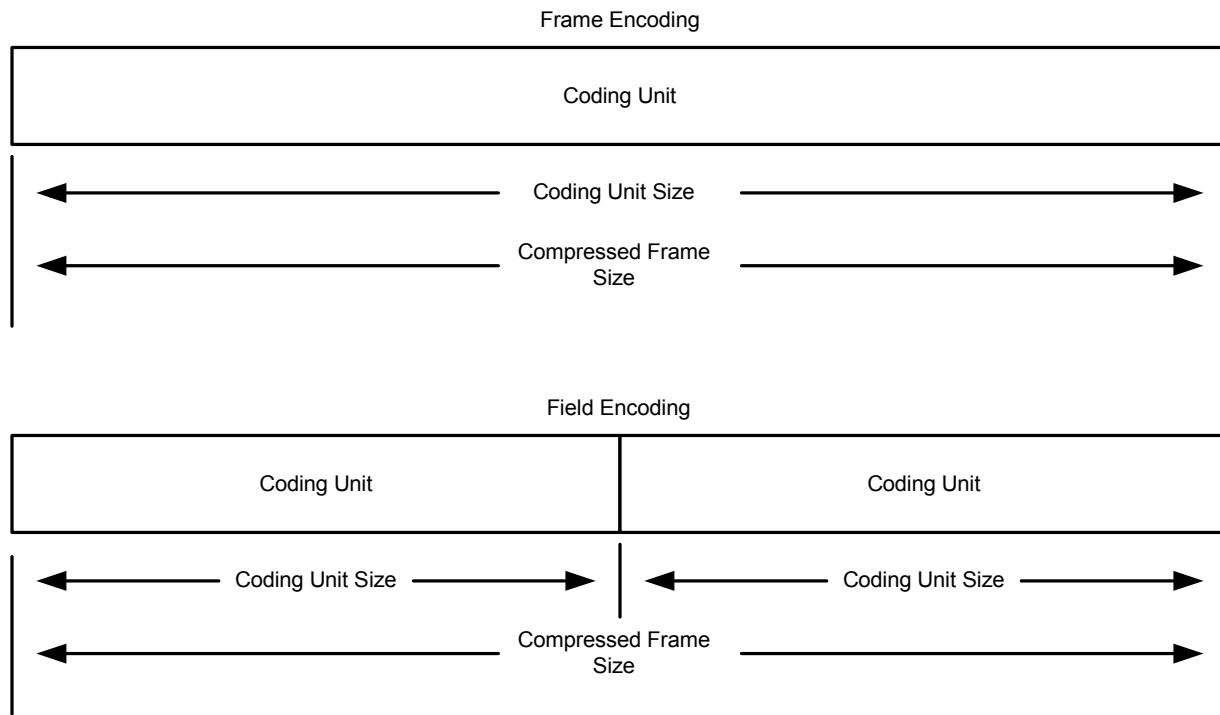 Frame Encoding
Coding Unit
Coding Unit Size
Compressed Frame
Size
Field Encoding
Coding Unit
Coding Unit
Coding Unit Size
Coding Unit Size
Compressed Frame
Size